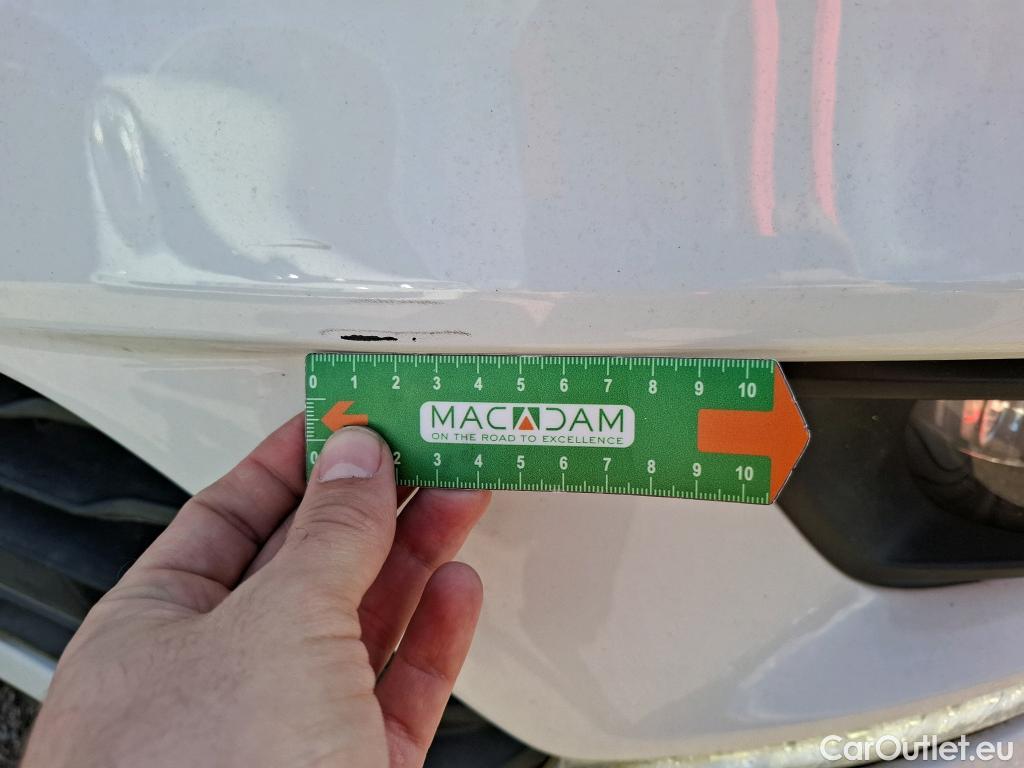 0 1 2 3 4 5 6 7 8 9 10
MACADAM
ON THE ROAD TO EXCELLENCE
0 2 3 4 5 6 7 8 9 10
CarOutlet.eu